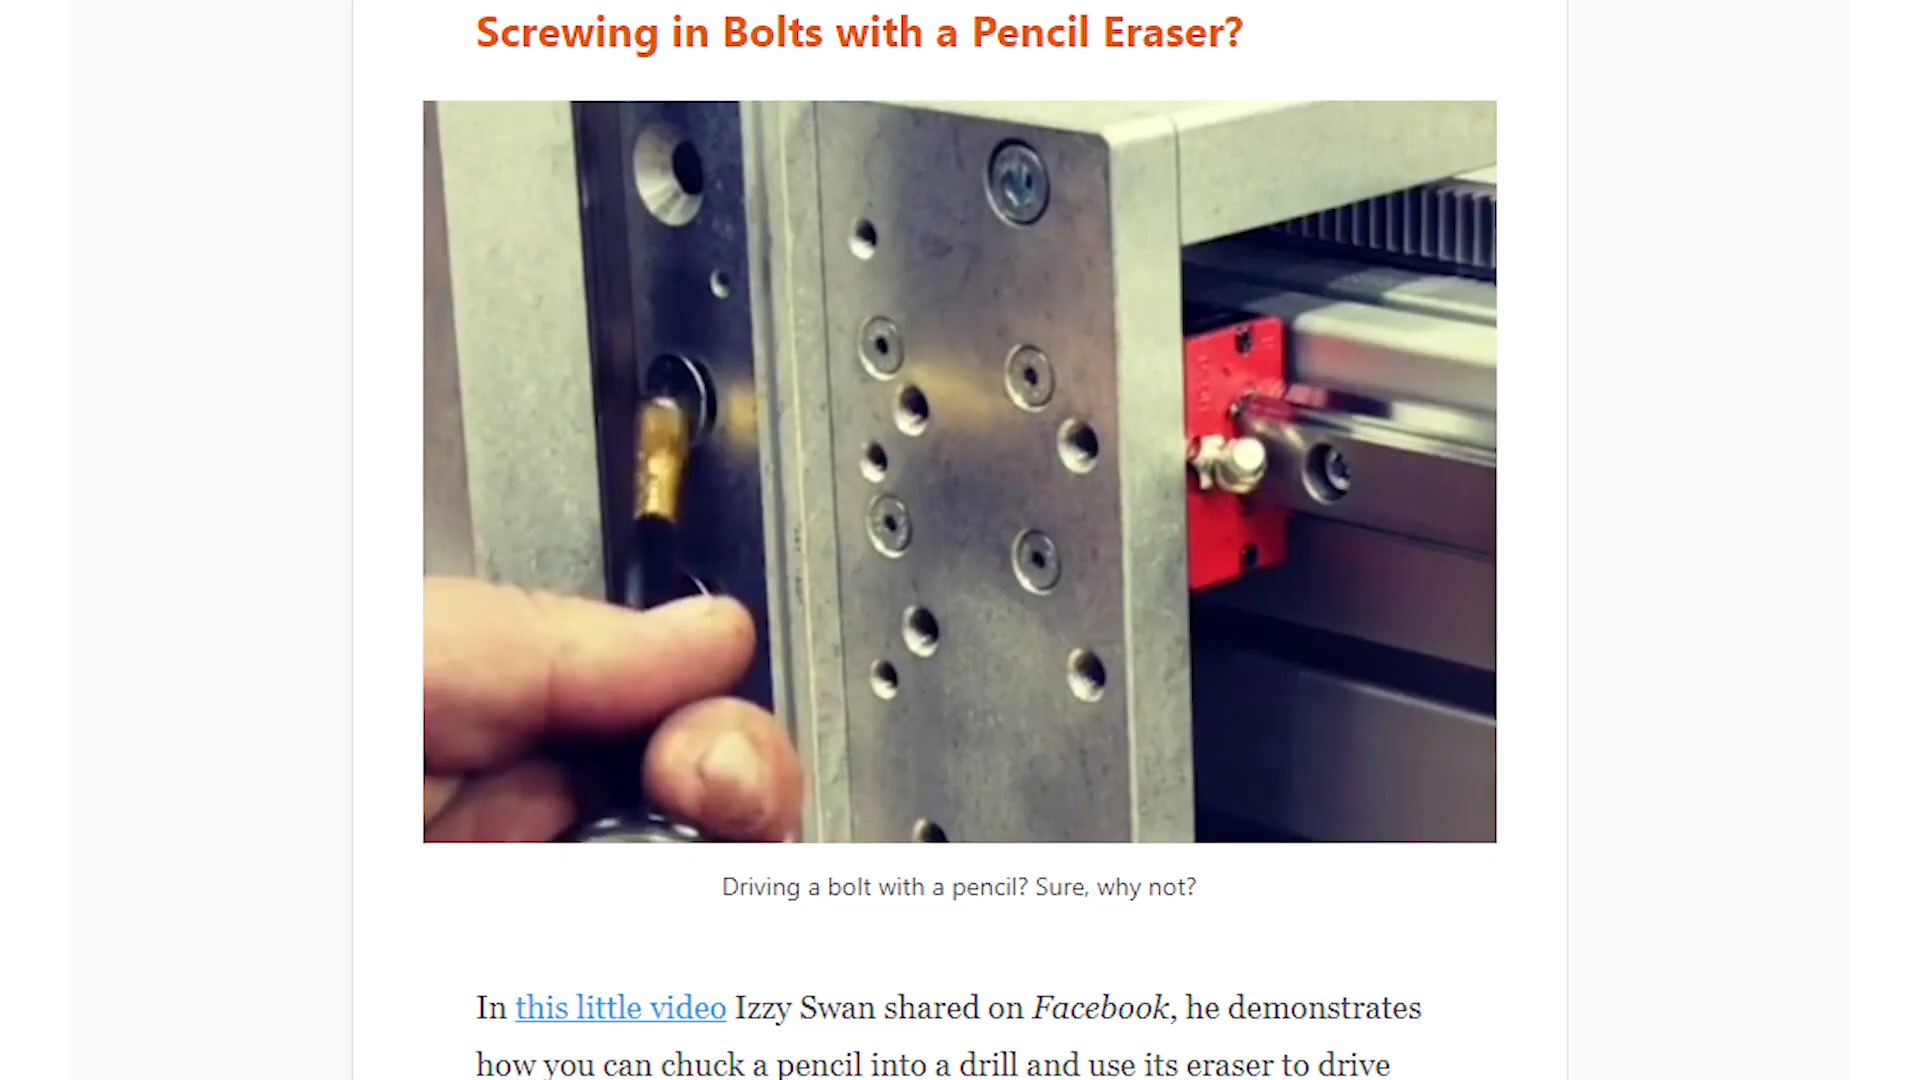 Screwing in Bolts with a Pencil Eraser?
Driving a bolt with a pencil? Sure, why not?
In this little video Izzy Swan shared on Facebook, he demonstrates
how you can chuck a pencil into a drill and use its eraser to drive